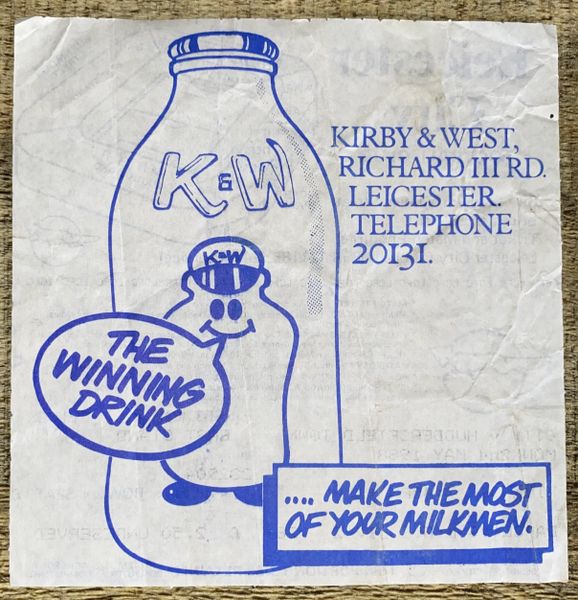 K & W
KIRBY & WEST,
RICHARD III RD.
LEICESTER.
TELEPHONE
20131.
K=W
THE
WINNING
DRINK
.... MAKE THE MOST
OF YOUR MILKMEN.